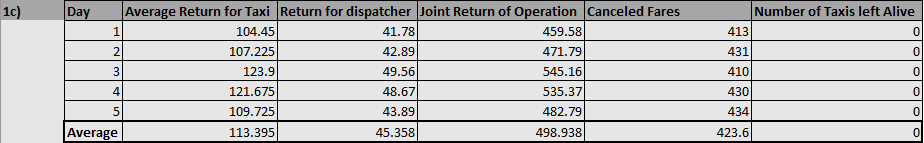 1c) Day Average Return for Taxi Return for dispatcher Joint Return of Operation Canceled Fares Number of Taxis left Alive
1 104.45 41.78 459.58 413 0
2 107.225 42.89 471.79 431 0
3 123.9 49.56 545.16 410 0
4 121.675 48.67 535.37 430 0
5 109.725 43.89 482.79 434 0
Average 113.395 45.358 498.938 423.6 0